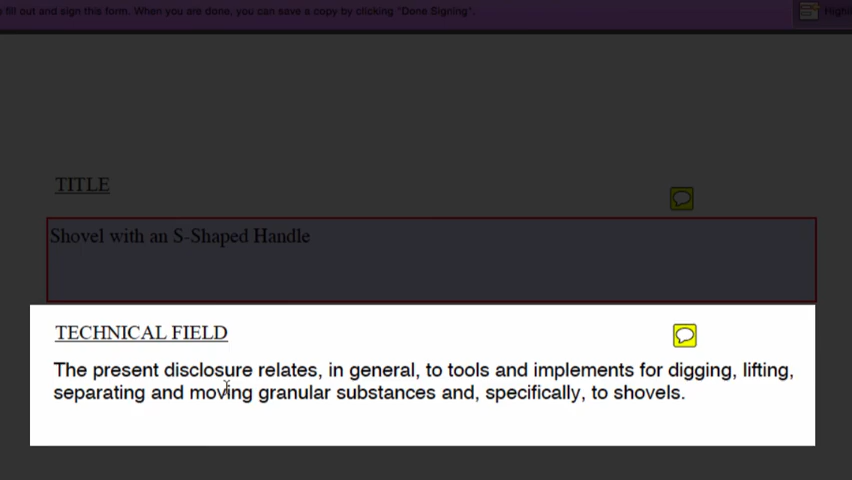 fill out and sign this form. When you are done, you can save a copy by clicking "Done Signing".
TITLE
Shovel with an S-Shaped Handle
TECHNICAL FIELD
The present disclosure relates, in general, to tools and implements for digging, lifting,
separating and moving granular substances and, specifically, to shovels.